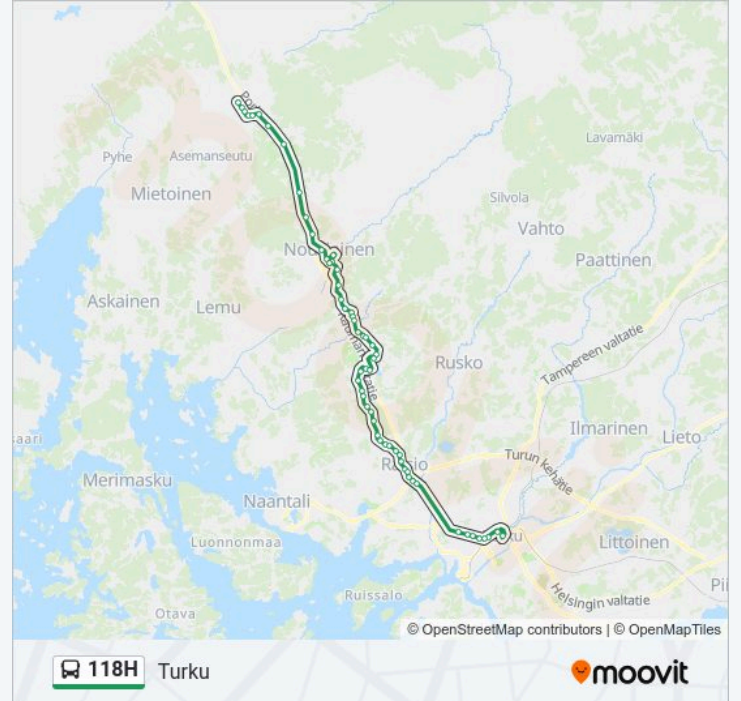 Pyhe
Asemanseutu
Mietoinen
Lavamäki
Silvola
Vahto
Paattinen
Askainen
Lemu
Rusko
Tampereen valtatie
Ilmarinen
Lieto
Merimasku
Turun kehätie
Naantali
Luonnonmaa
Littoinen
Ruissalo
Otava
Helsingin valtatie
© OpenStreetMap contributors | © OpenMapTiles
118H Turku
moovit